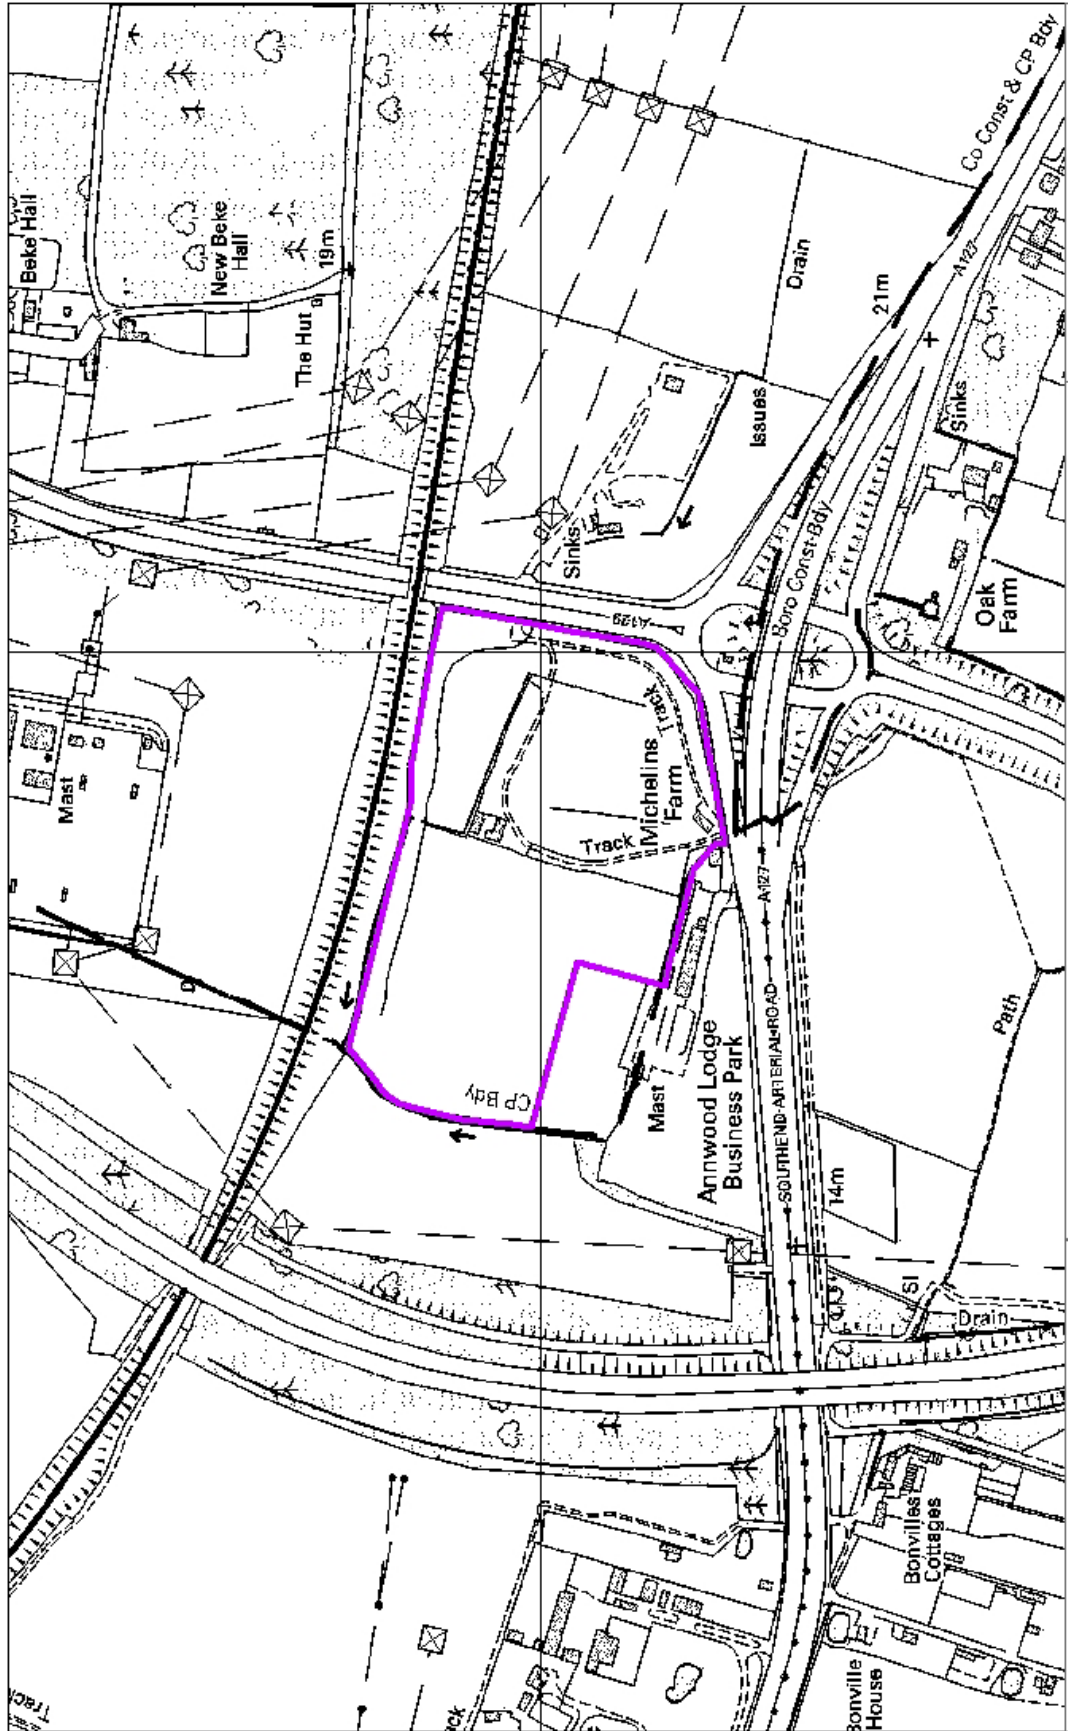 Beke Hall
New Beke
Hall
19m
The Hut
Co Const & CP Bdy
Drain
21m
A127
Issues
Sinks
Sinks
A129
Boro Const Bdy
Oak
Farm
Mast
Track
Michelins
Farm
Track
A127
D
CP Bdy
Mast
Annwood Lodge
Business Park
SOUTHEND ARTERIAL ROAD
14m
Path
Sl
Drain
Bonvilles
Cottages
Bonville
House
Track
ck